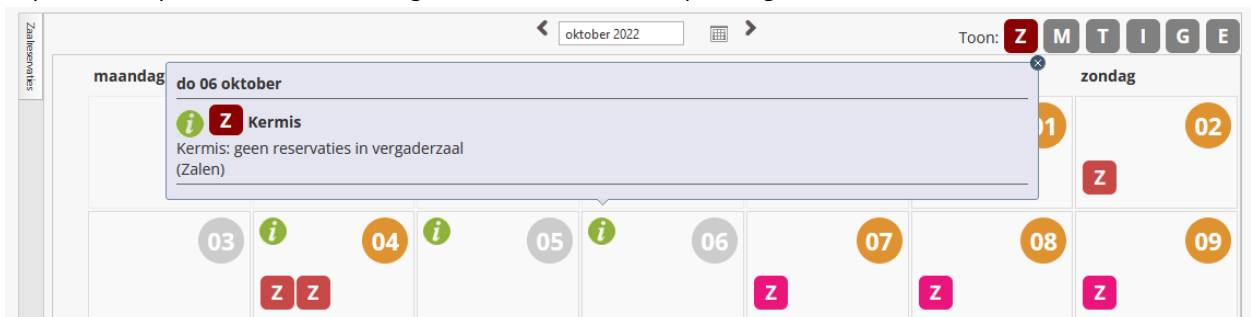 Zaalreservaties
oktober 2022
Toon: Z M T I G E
maandag
zondag
do 06 oktober
i Z Kermis
Kermis: geen reservaties in vergaderzaal
(Zalen)
01 02
Z
03 i 04 i 05 i 06 07 08 09
Z Z Z Z Z